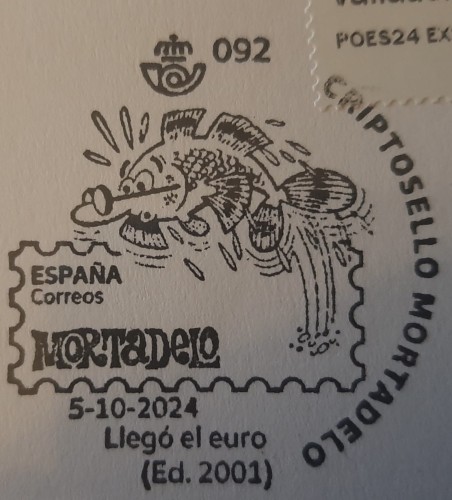 092
POES24 EX
CRIPTOSELLO MORTADELO
ESPAÑA
Correos
MORTADELO
5-10-2024
Llegó el euro
(Ed. 2001)